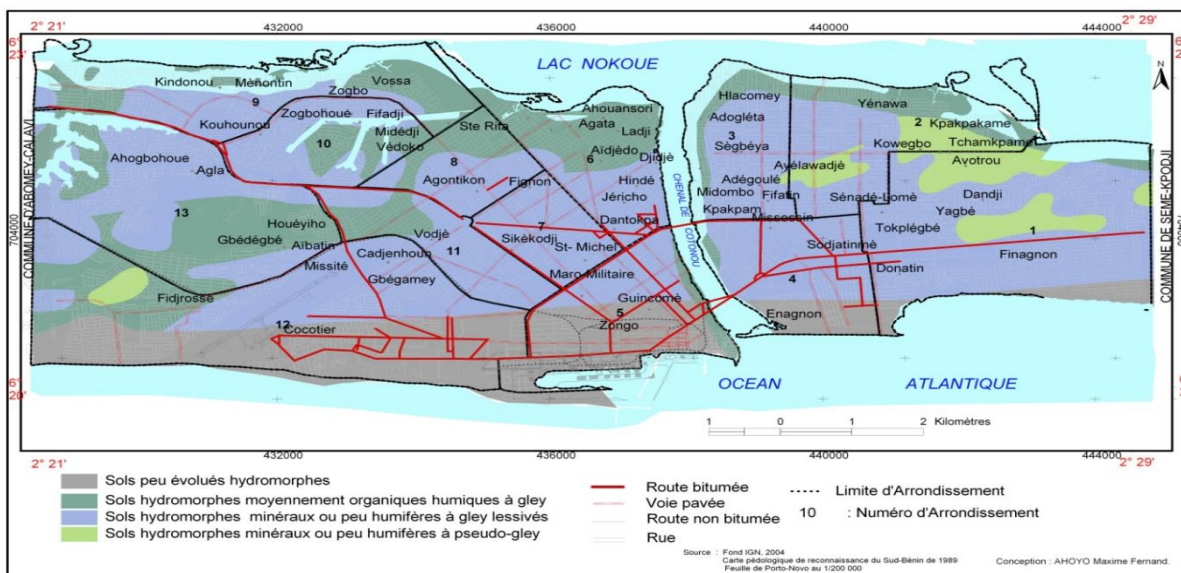 432000 436000 440000 444000
2° 21' 2° 29'
6° 23'
LAC NOKOUE
N
Kindonou Mènontin Vossa
9 Zogbo
Zogbohoué Fifadji
Kouhounou Midédji
10 Védoko
Ste Rita
Ahouansori
Agata Ladji
Aïdjèdo
6 Djidjè
Hlacomey
Adogléta
3
Sègbéya
Yénawa
2
Kpakpakame
Tchamkpame
Kowegbo
Ayotrou
Ayélawadjè
Ahogbohoue
Agla
8
Agontikon Fignon
Hindé
Jéricho
Dantokpa
CHENAL DE COTONOU
Adégoulé
Midombo Fifatin
Kpakpam Missessin
Sénadé-Lomè
Dandji
Yagbé
Tokplégbé
1
Finagnon
13
Houéyiho
Gbédégbé Aïbatin
Missité
Vodjè
Cadjenhoun 11
Gbégamey
7
Sikèkodji
St- Michel
Maro-Militaire
Sodjatinmè
Donatin
4
Fidjrossè
12
Cocotier
Guincomè
5
Zongo
Enagnon
COMMUNE D'ABOMEY-CALAVI
COMMUNE DE SEME-KPODJI
704000
704000
OCEAN ATLANTIQUE
6° 20'
1 0 1 2 Kilomètres
2° 21' 2° 29'
432000 436000 440000 444000
Sols peu évolués hydromorphes
Sols hydromorphes moyennement organiques humiques à gley
Sols hydromorphes minéraux ou peu humifères à gley lessivés
Sols hydromorphes minéraux ou peu humifères à pseudo-gley
Route bitumée
Voie pavée
Route non bitumée
Rue
Limite d'Arrondissement
10 : Numéro d'Arrondissement
Source : Fond IGN, 2004
Carte pédologique de reconnaissance du Sud-Bénin de 1989
Feuille de Porto-Novo au 1/200 000
Conception : AHOYO Maxime Fernand.